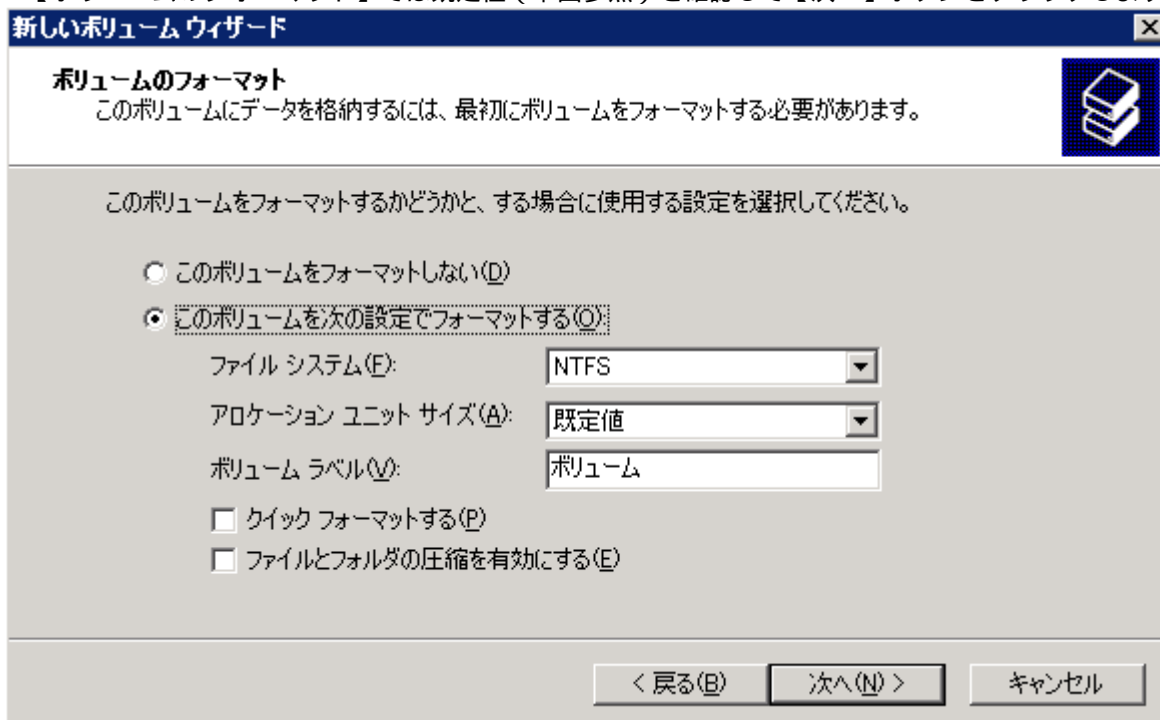 新しいボリューム ウィザード
ボリュームのフォーマット
このボリュームにデータを格納するには、最初にボリュームをフォーマットする必要があります。
このボリュームをフォーマットするかどうかと、する場合に使用する設定を選択してください。
このボリュームをフォーマットしない(D)
このボリュームを次の設定でフォーマットする(O):
ファイル システム(F): NTFS
アロケーション ユニット サイズ(A): 既定値
ボリューム ラベル(V): ボリューム
クイック フォーマットする(P)
ファイルとフォルダの圧縮を有効にする(E)
< 戻る(B) 次へ(N) > キャンセル